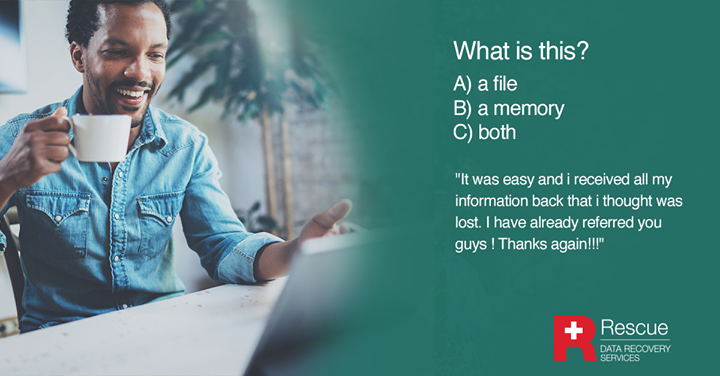 What is this?
A) a file
B) a memory
C) both
"It was easy and i received all my
information back that i thought was
lost. I have already referred you
guys ! Thanks again!!!"
Rescue
DATA RECOVERY
SERVICES